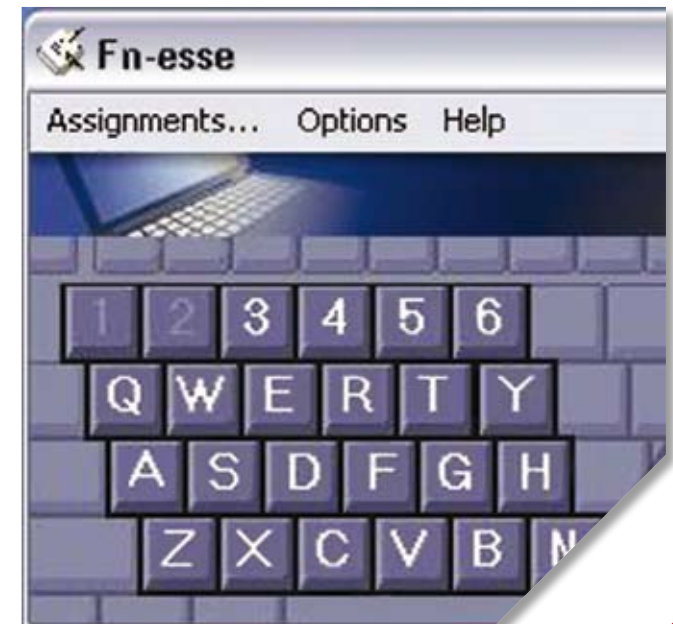 Fn-esse
Assignments... Options Help
1 2 3 4 5 6
Q W E R T Y
A S D F G H
Z X C V B N